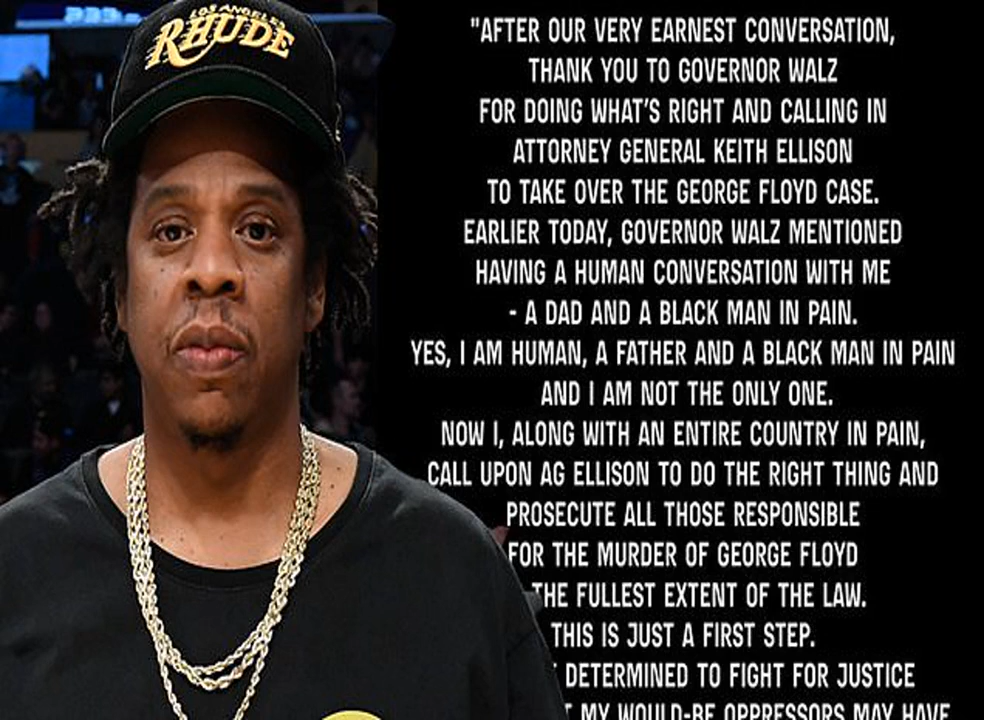 LOS ANGELES
RHUDE
"AFTER OUR VERY EARNEST CONVERSATION,
THANK YOU TO GOVERNOR WALZ
FOR DOING WHAT'S RIGHT AND CALLING IN
ATTORNEY GENERAL KEITH ELLISON
TO TAKE OVER THE GEORGE FLOYD CASE.
EARLIER TODAY, GOVERNOR WALZ MENTIONED
HAVING A HUMAN CONVERSATION WITH ME
- A DAD AND A BLACK MAN IN PAIN.
YES, I AM HUMAN, A FATHER AND A BLACK MAN IN PAIN
AND I AM NOT THE ONLY ONE.
NOW I, ALONG WITH AN ENTIRE COUNTRY IN PAIN,
CALL UPON AG ELLISON TO DO THE RIGHT THING AND
PROSECUTE ALL THOSE RESPONSIBLE
FOR THE MURDER OF GEORGE FLOYD
THE FULLEST EXTENT OF THE LAW.
THIS IS JUST A FIRST STEP.
DETERMINED TO FIGHT FOR JUSTICE
MY WOULD-BE OPPRESSORS MAY HAVE